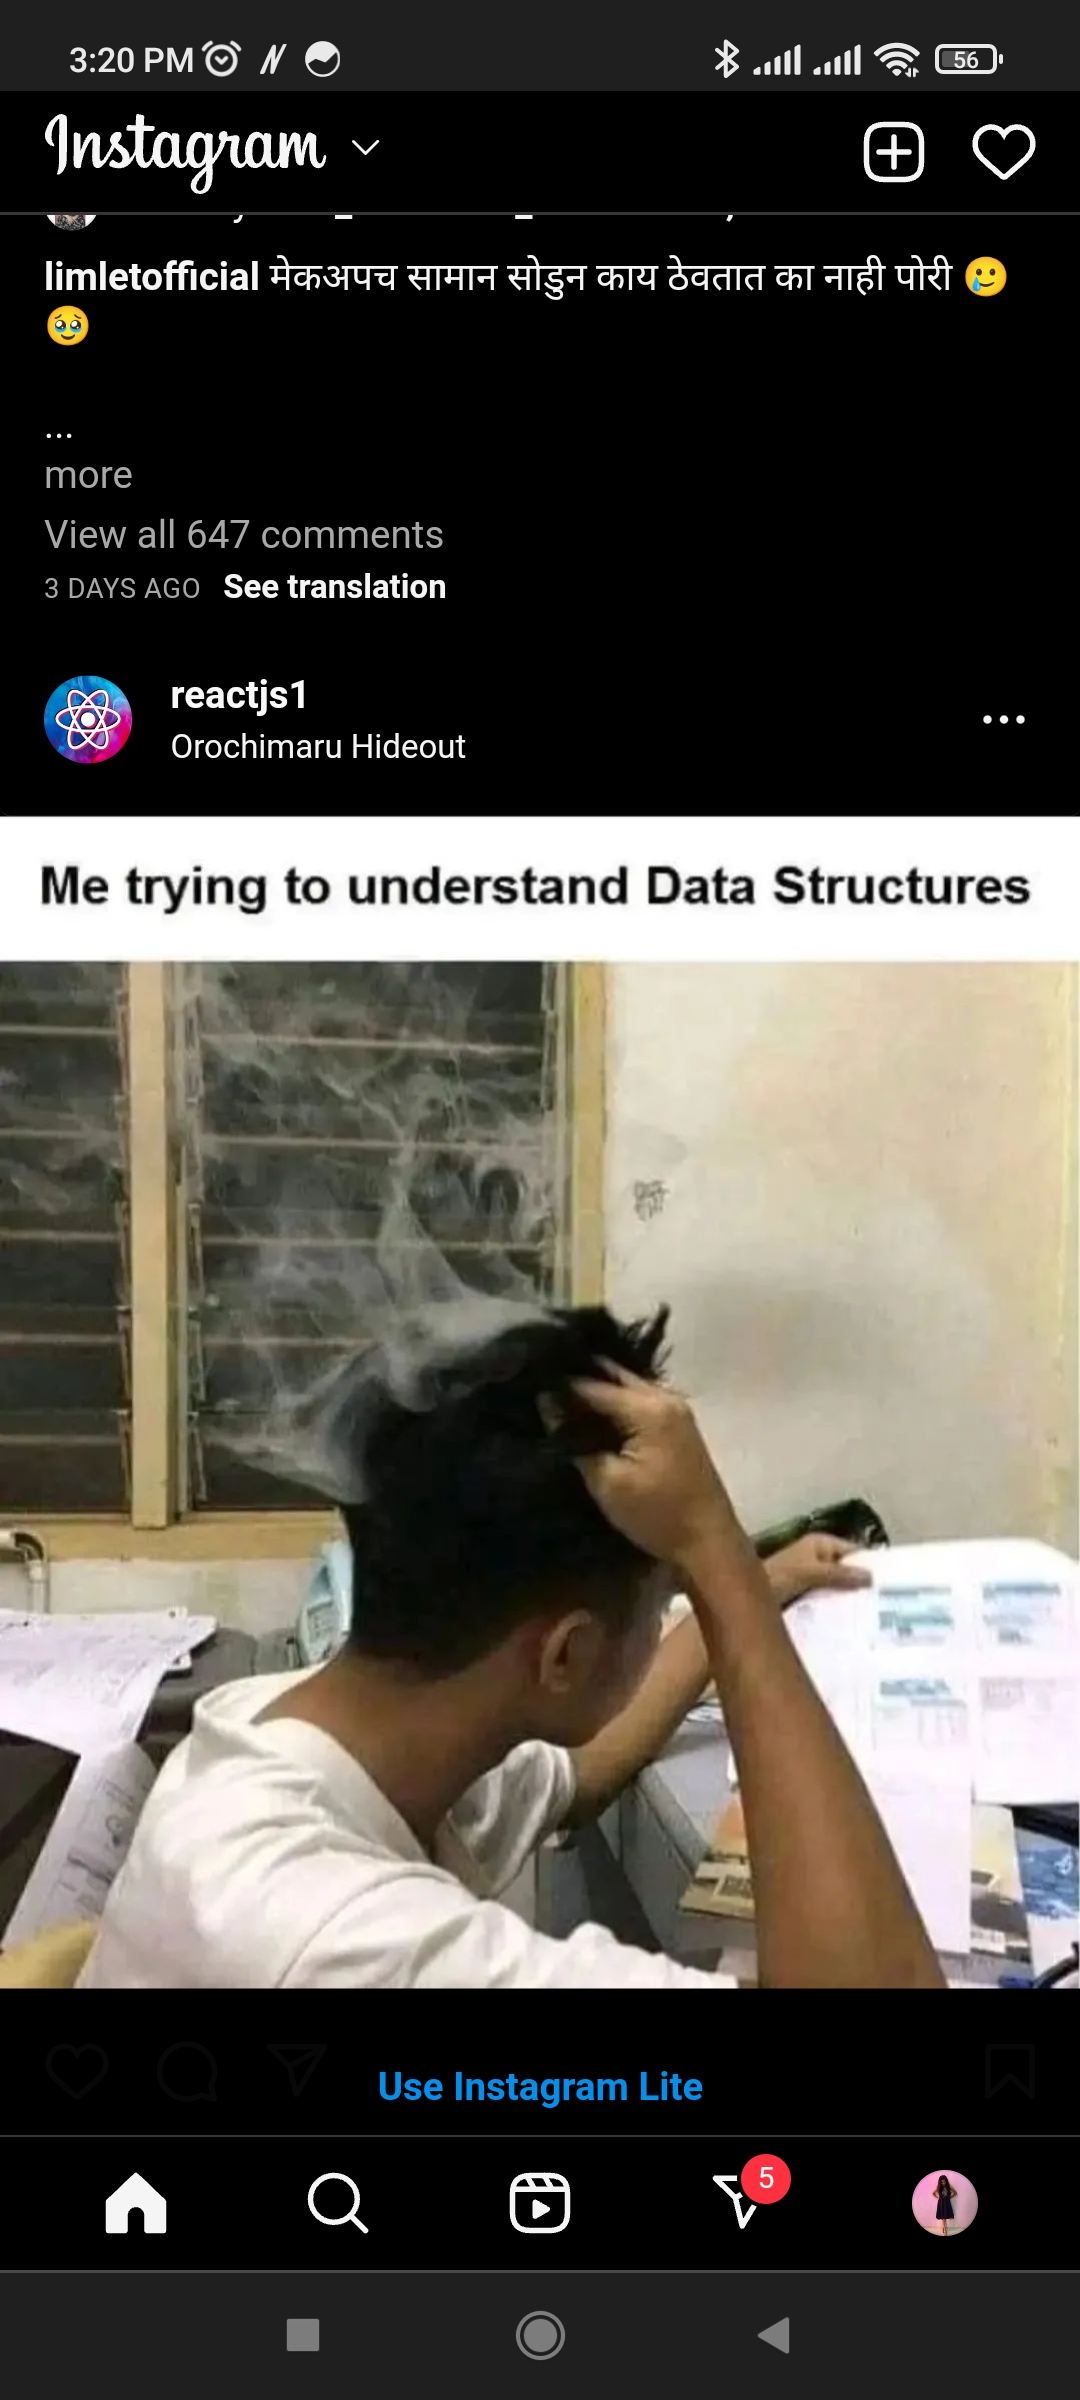 3:20 PM
56
Instagram
limletofficial मेकअपच सामान सोडुन काय ठेवतात का नाही पोरी 🥲
🥹
...
more
View all 647 comments
3 DAYS AGO See translation
reactjs1
Orochimaru Hideout
Me trying to understand Data Structures
Use Instagram Lite
5